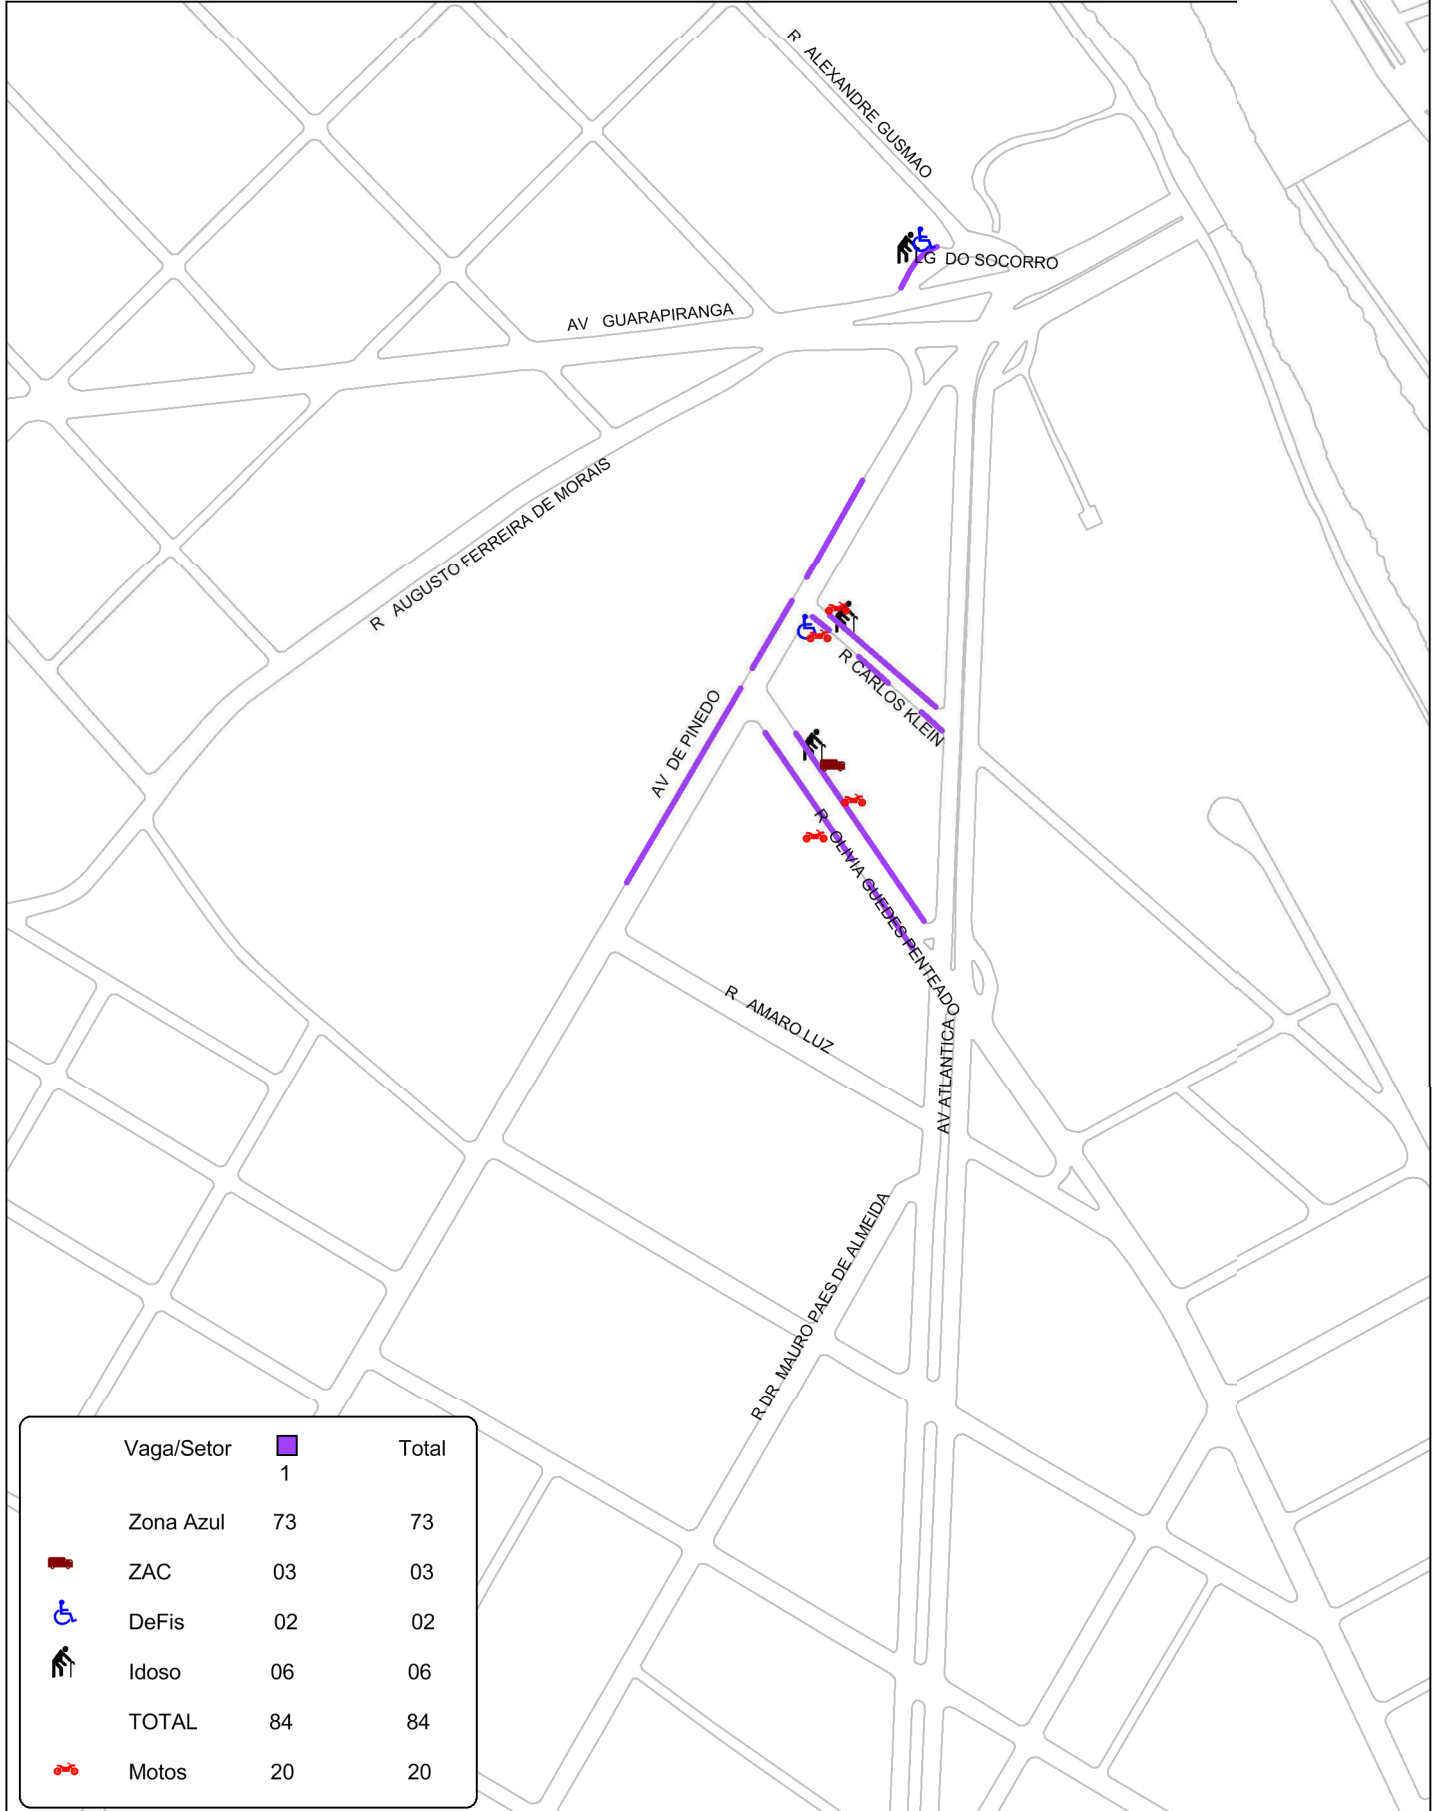 R ALEXANDRE GUSMAO
LG DO SOCORRO
AV GUARAPIRANGA
R AUGUSTO FERREIRA DE MORAIS
R CARLOS KLEIN
AV DE PINEDO
R OLIVIA GUEDES PENTEADO
R AMARO LUZ
AV ATLANTICA
R DR MAURO PAES DE ALMEIDA
Vaga/Setor Total
1
Zona Azul 73 73
ZAC 03 03
DeFis 02 02
Idoso 06 06
TOTAL 84 84
Motos 20 20